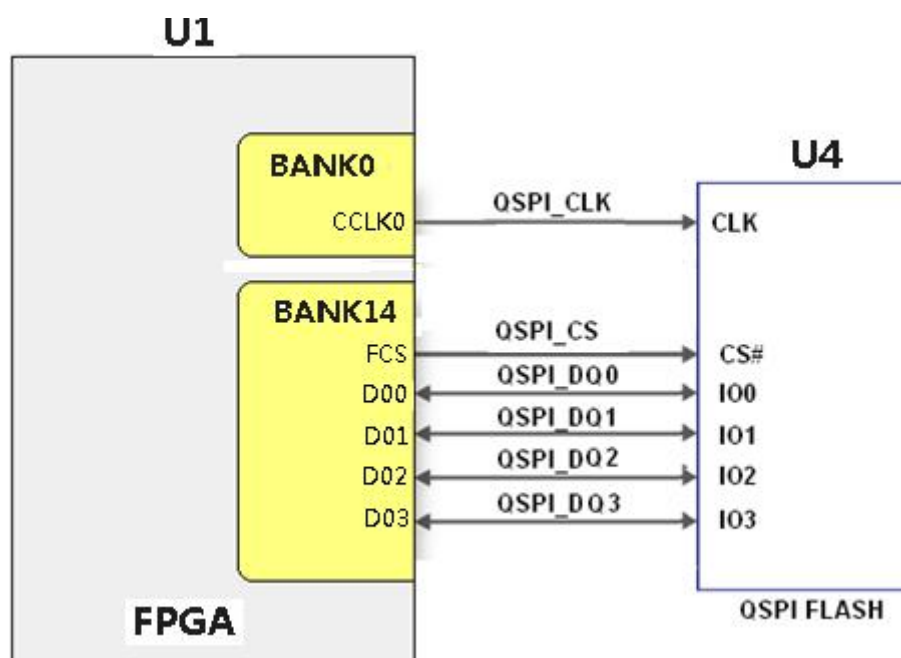 U1
BANK0
U4
QSPI_CLK
CCLK0
CLK
BANK14
QSPI_CS
FCS
CS#
QSPI_DQ0
D00
IO0
QSPI_DQ1
D01
IO1
QSPI_DQ2
D02
IO2
QSPI_DQ3
D03
IO3
FPGA
QSPI FLASH